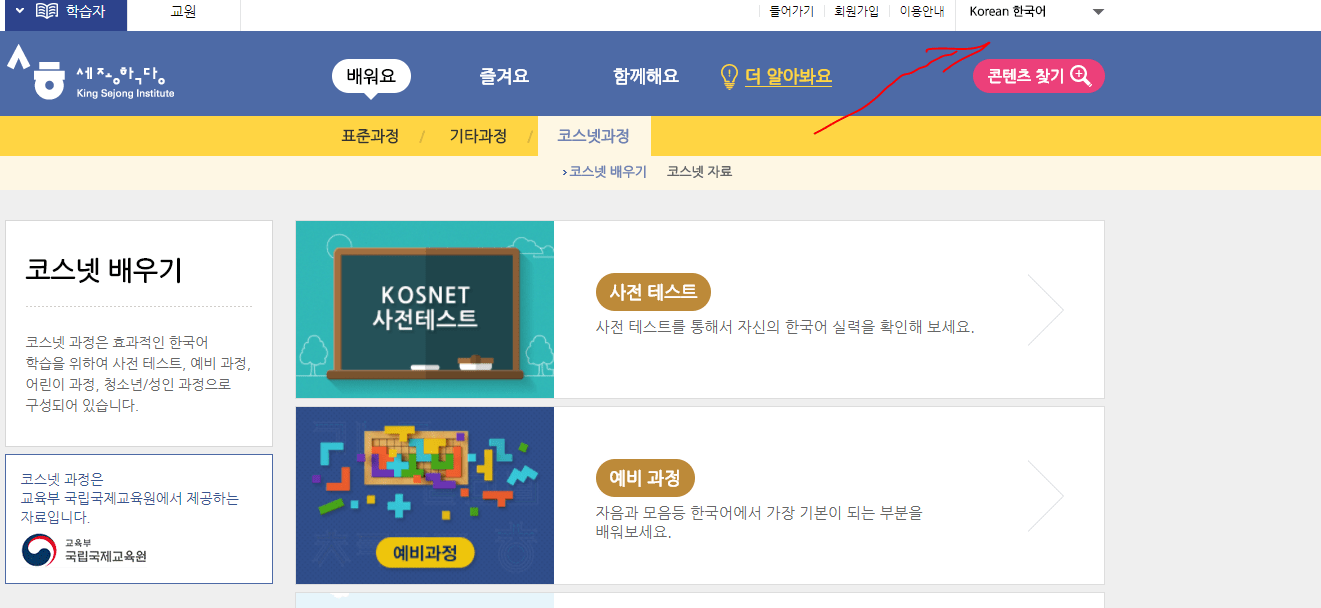 학습자
교원
들어가기
회원가입
이용안내
Korean 한국어
세종학당
King Sejong Institute
배워요
즐겨요
함께해요
더 알아봐요
콘텐츠 찾기
표준과정 / 기타과정 / 코스넷과정
›코스넷 배우기 코스넷 자료
코스넷 배우기
코스넷 과정은 효과적인 한국어
학습을 위하여 사전 테스트, 예비 과정,
어린이 과정, 청소년/성인 과정으로
구성되어 있습니다.
코스넷 과정은
교육부 국립국제교육원에서 제공하는
자료입니다.
교육부
국립국제교육원
KOSNET
사전테스트
사전 테스트
사전 테스트를 통해서 자신의 한국어 실력을 확인해 보세요.
예비과정
예비 과정
자음과 모음등 한국어에서 가장 기본이 되는 부분을
배워보세요.